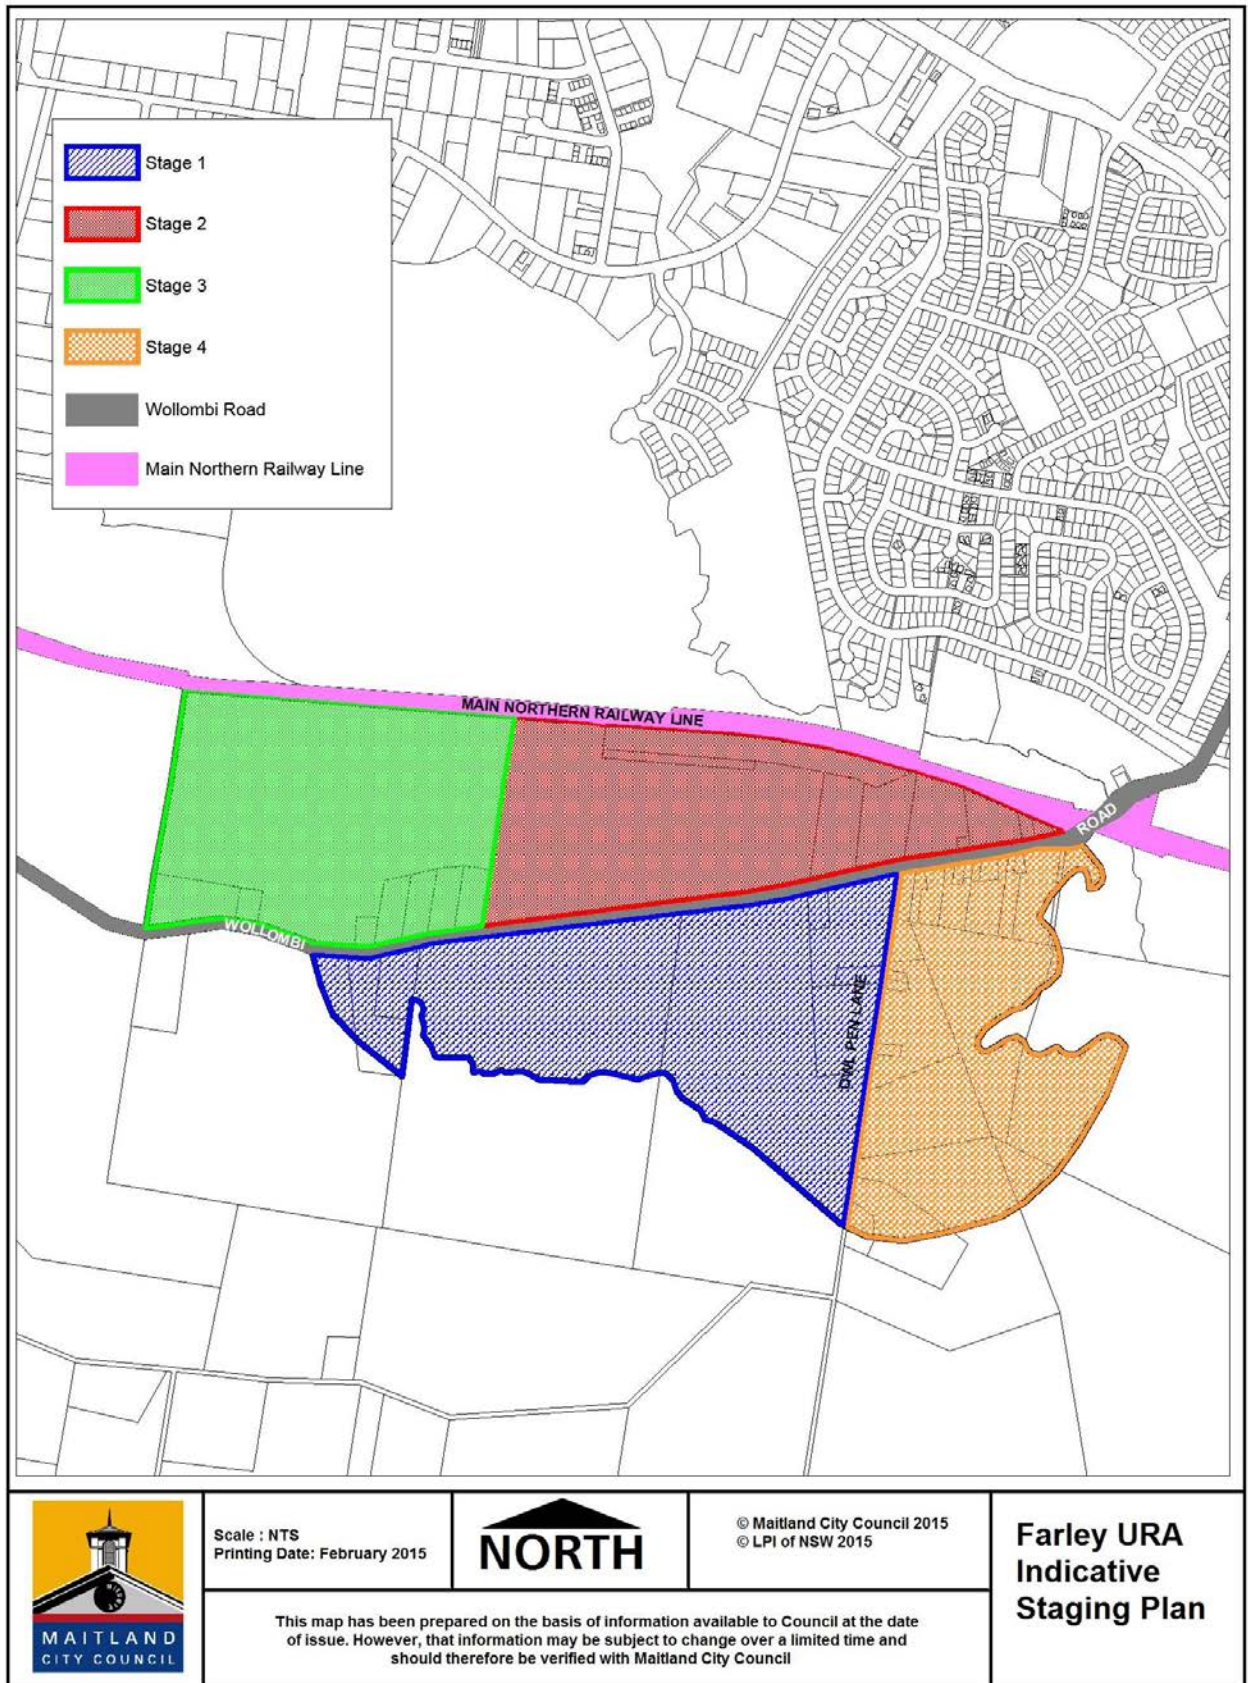 Stage 1
Stage 2
Stage 3
Stage 4
Wollombi Road
Main Northern Railway Line
MAIN NORTHERN RAILWAY LINE
ROAD
WOLLOMBI
OWL PEN LANE
MAITLAND
CITY COUNCIL
Scale : NTS
Printing Date: February 2015
NORTH
© Maitland City Council 2015
© LPI of NSW 2015
This map has been prepared on the basis of information available to Council at the date
of issue. However, that information may be subject to change over a limited time and
should therefore be verified with Maitland City Council
Farley URA
Indicative
Staging Plan